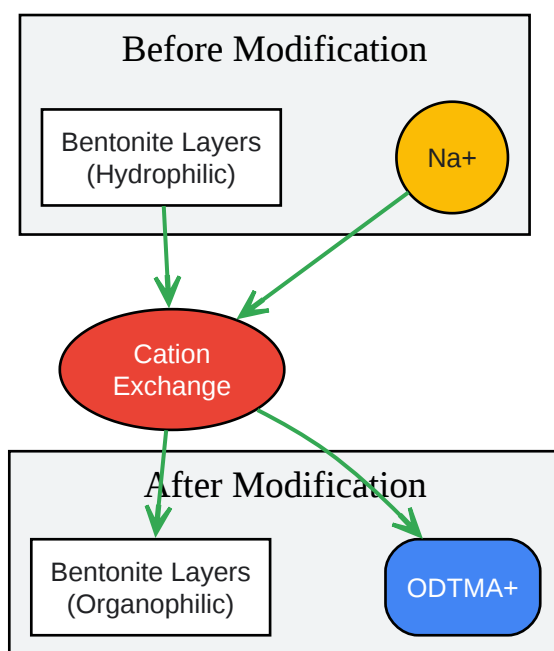 Before Modification
Bentonite Layers
(Hydrophilic)
Na+
Cation
Exchange
After Modification
Bentonite Layers
(Organophilic)
ODTMA+